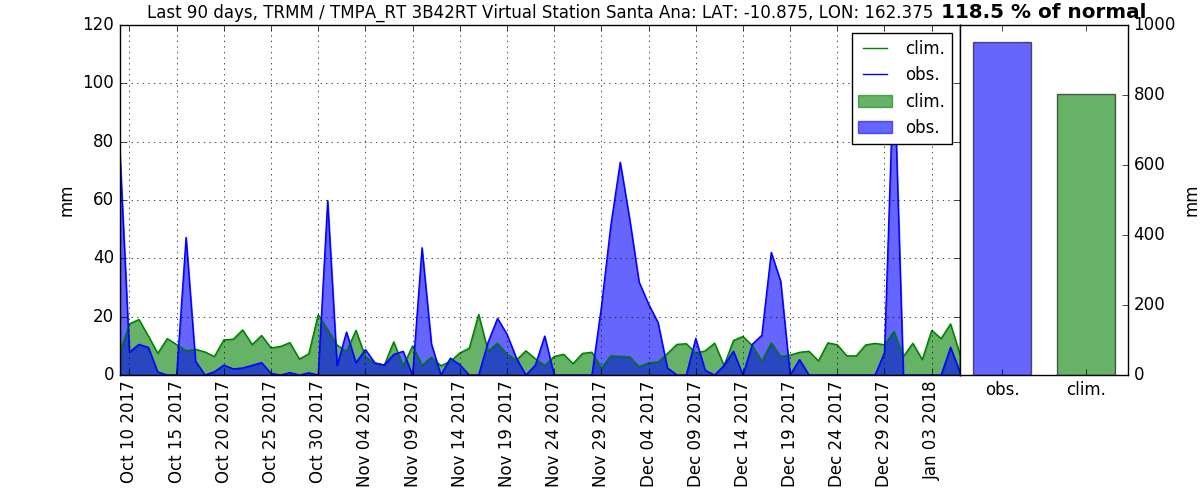 Last 90 days, TRMM / TMPA_RT 3B42RT Virtual Station Santa Ana: LAT: -10.875, LON: 162.375 118.5 % of normal
120
100
80
60
40
20
0
mm
clim.
obs.
clim.
obs.
1000
800
600
400
200
0
mm
obs.
clim.
Oct 10 2017
Oct 15 2017
Oct 20 2017
Oct 25 2017
Oct 30 2017
Nov 04 2017
Nov 09 2017
Nov 14 2017
Nov 19 2017
Nov 24 2017
Nov 29 2017
Dec 04 2017
Dec 09 2017
Dec 14 2017
Dec 19 2017
Dec 24 2017
Dec 29 2017
Jan 03 2018